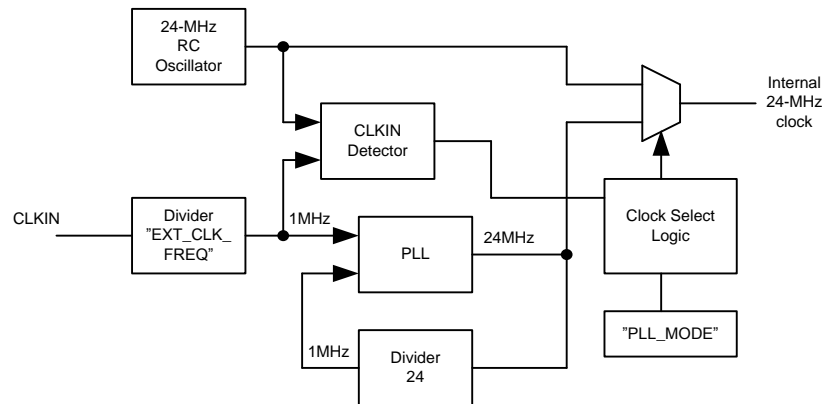 24-MHz
RC
Oscillator
Internal
24-MHz
clock
CLKIN
Detector
CLKIN
Divider
"EXT_CLK_
FREQ"
1MHz
PLL
24MHz
Clock Select
Logic
1MHz
Divider
24
"PLL_MODE"